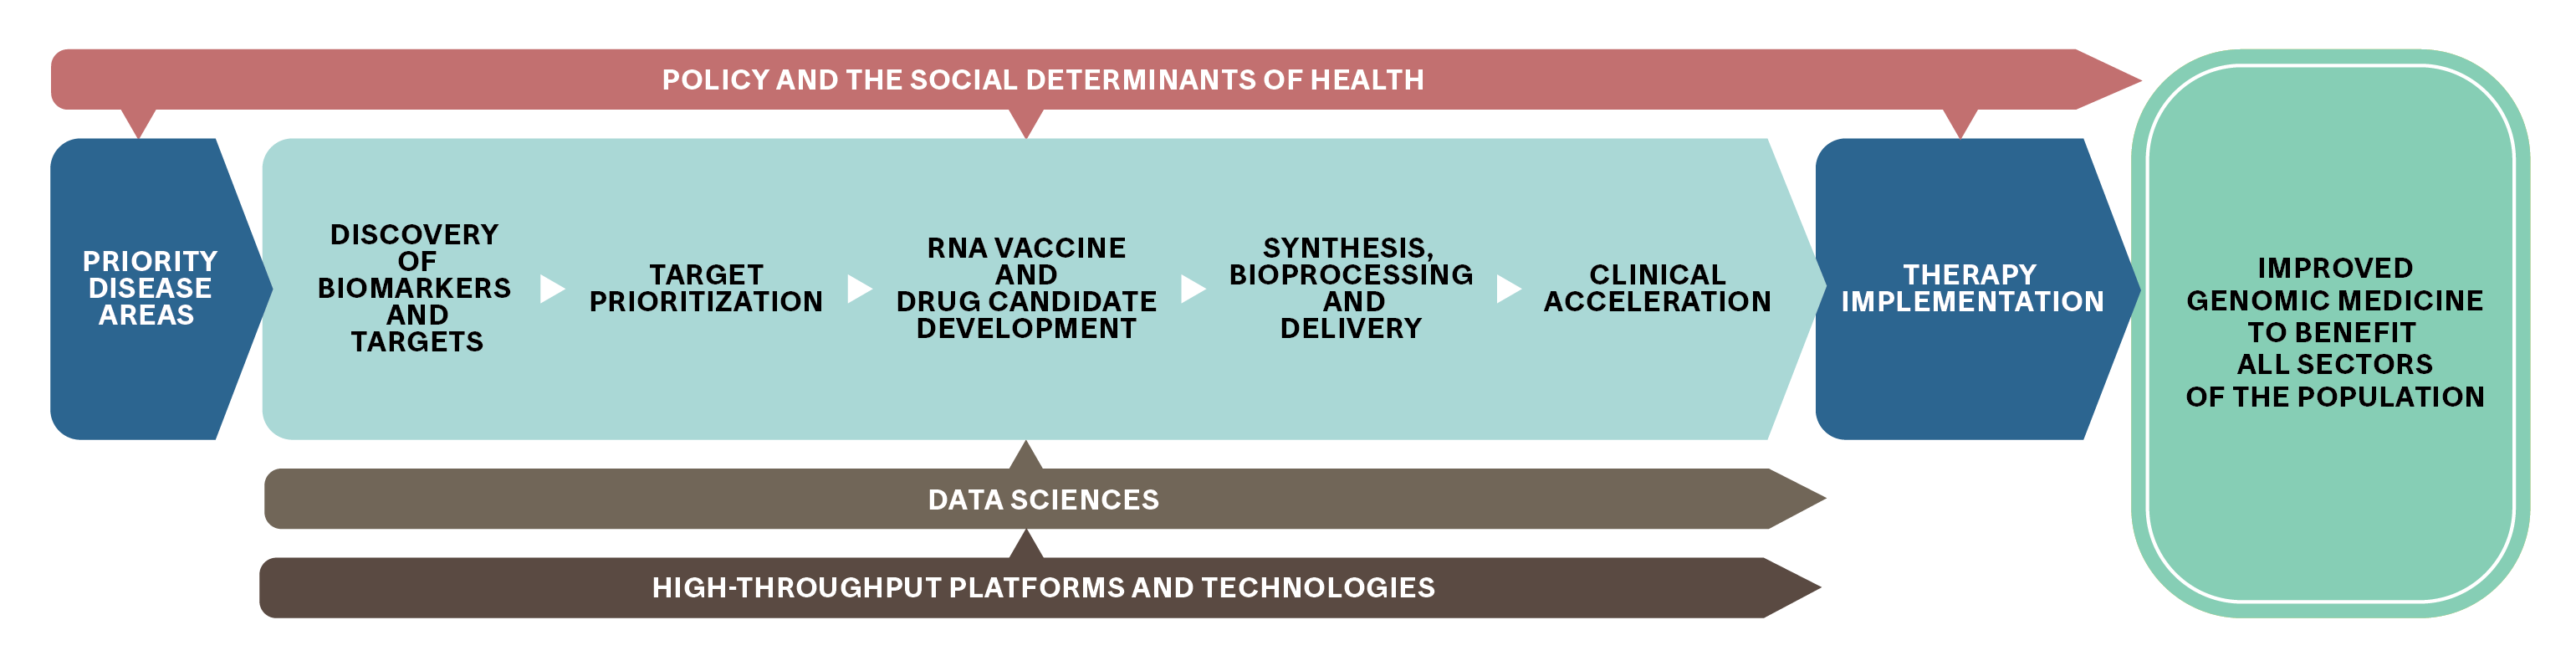 POLICY AND THE SOCIAL DETERMINANTS OF HEALTH
PRIORITY
DISEASE
AREAS
DISCOVERY
OF
BIOMARKERS
AND
TARGETS
TARGET
PRIORITIZATION
RNA VACCINE
AND
DRUG CANDIDATE
DEVELOPMENT
SYNTHESIS,
BIOPROCESSING
AND
DELIVERY
CLINICAL
ACCELERATION
THERAPY
IMPLEMENTATION
IMPROVED
GENOMIC MEDICINE
TO BENEFIT
ALL SECTORS
OF THE POPULATION
DATA SCIENCES
HIGH-THROUGHPUT PLATFORMS AND TECHNOLOGIES